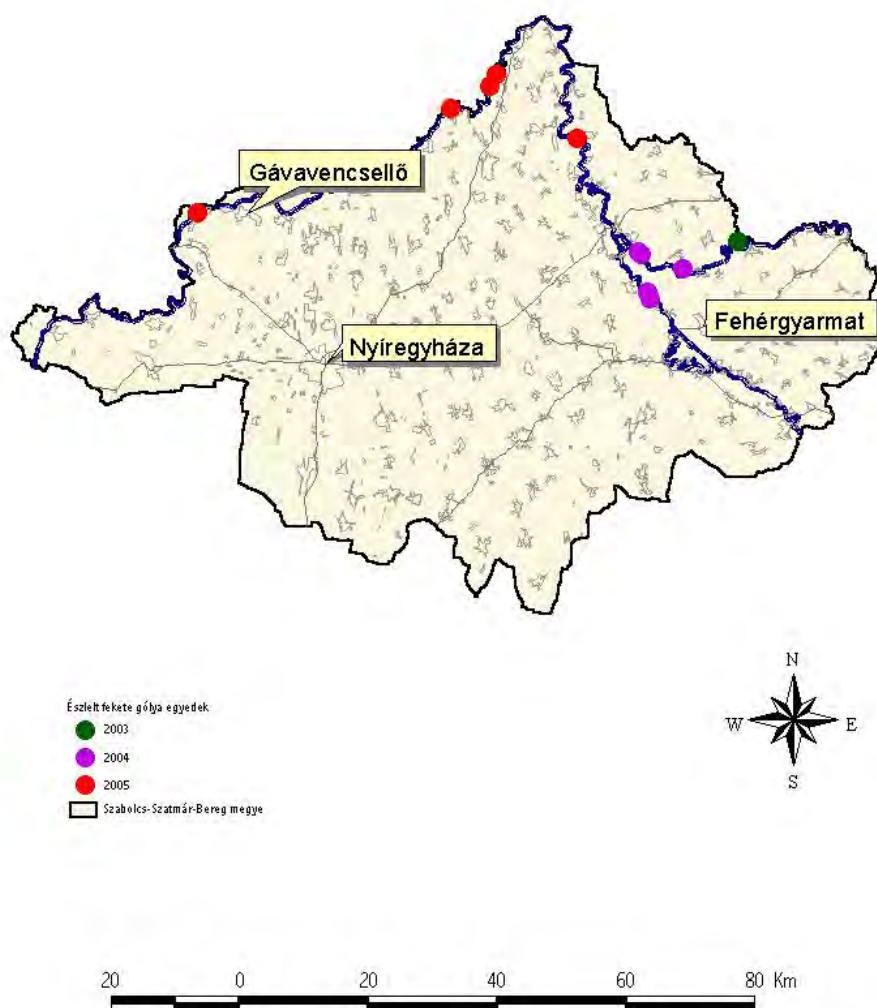 Gávavencsellő
Nyíregyháza
Fehérgyarmat
Észlelt fekete gólya egyedek
2003
2004
2005
Szabolcs-Szatmár-Bereg megye
N
W E
S
20 0 20 40 60 80 Km